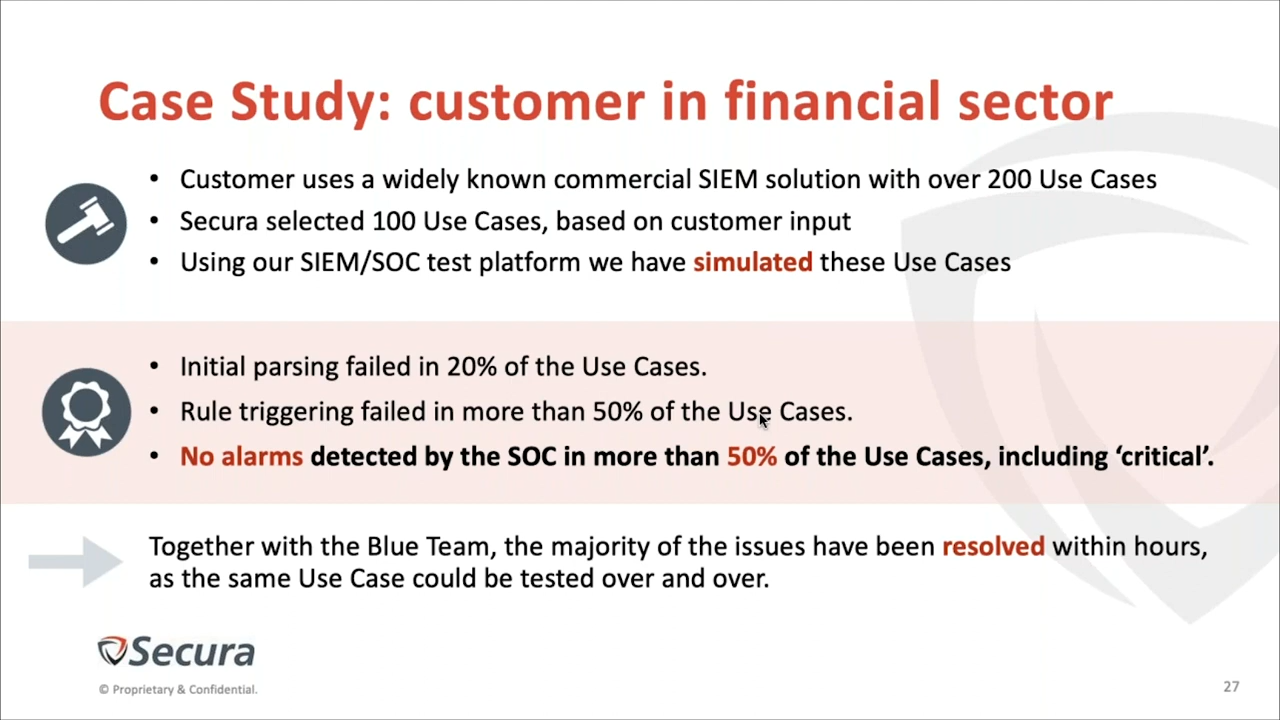 Case Study: customer in financial sector
• Customer uses a widely known commercial SIEM solution with over 200 Use Cases
• Secura selected 100 Use Cases, based on customer input
• Using our SIEM/SOC test platform we have simulated these Use Cases
• Initial parsing failed in 20% of the Use Cases.
• Rule triggering failed in more than 50% of the Use Cases.
• No alarms detected by the SOC in more than 50% of the Use Cases, including ‘critical’.
Together with the Blue Team, the majority of the issues have been resolved within hours,
as the same Use Case could be tested over and over.
Secura
© Proprietary & Confidential.
27